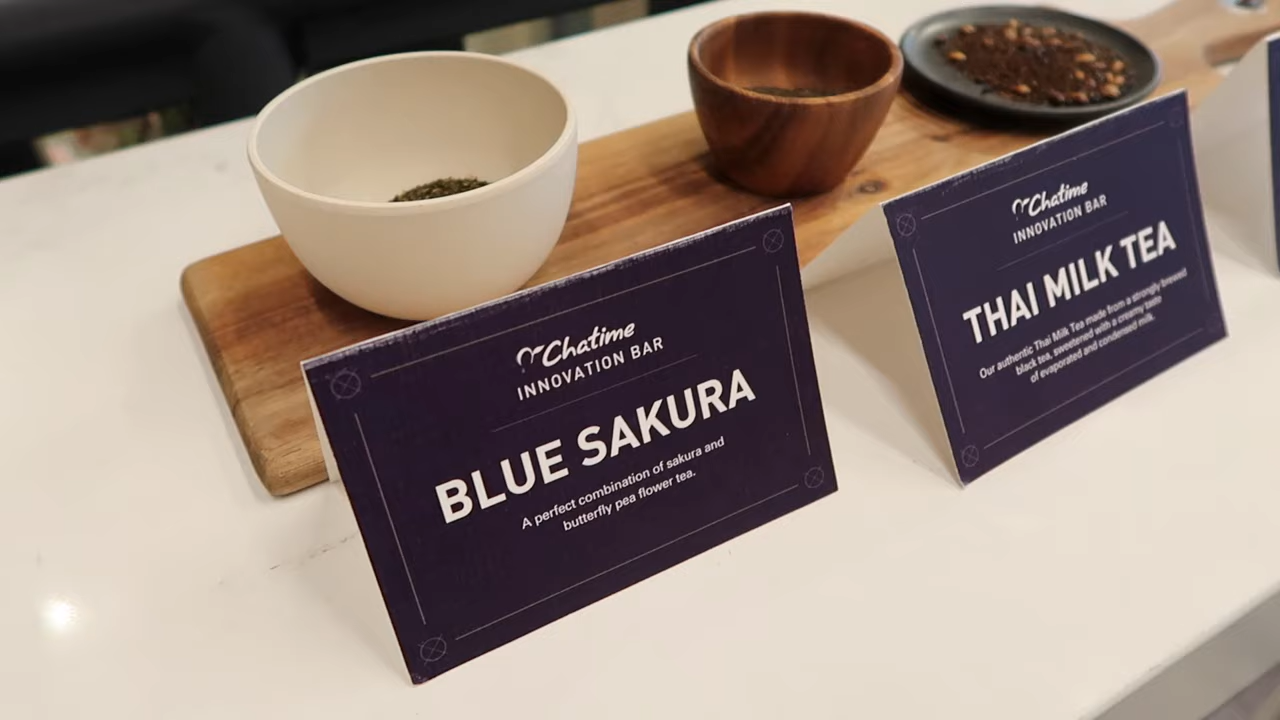 Chatime
INNOVATION BAR
BLUE SAKURA
A perfect combination of sakura and
butterfly pea flower tea.
Chatime
INNOVATION BAR
THAI MILK TEA
Our authentic Thai Milk Tea made from a strongly brewed
black tea, sweetened with a creamy taste
of evaporated and condensed milk.